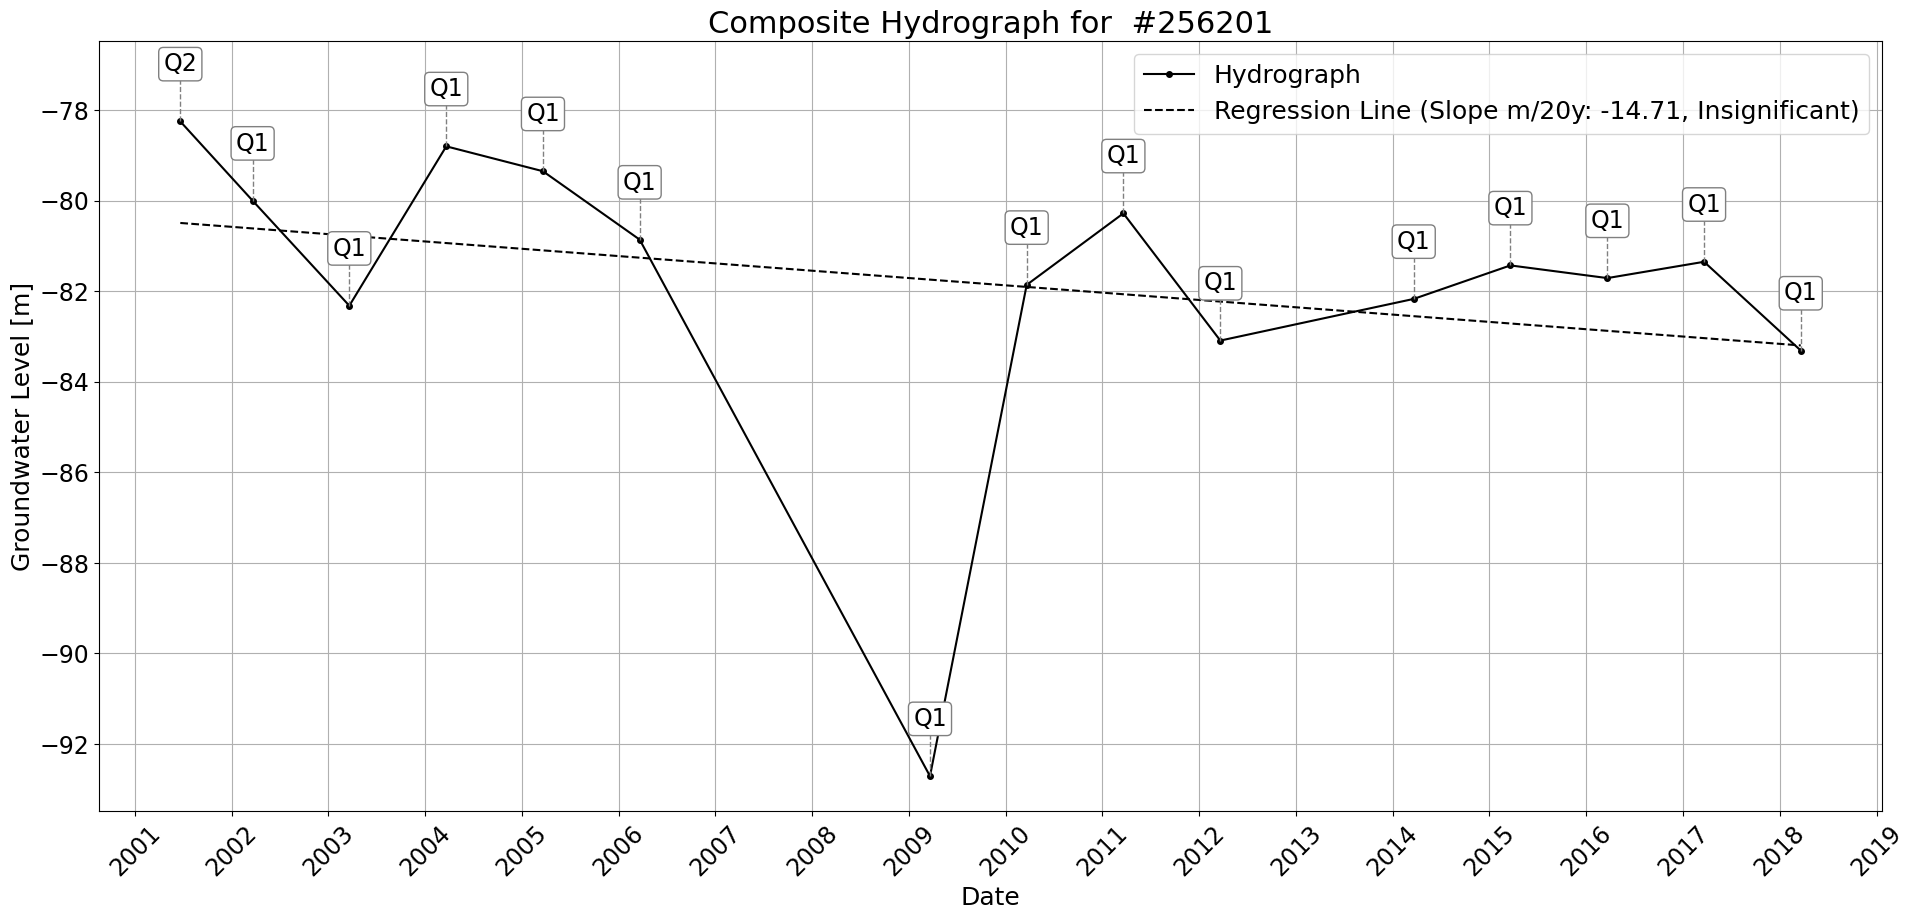 Composite Hydrograph for  #256201
Hydrograph
Regression Line (Slope m/20y: -14.71, Insignificant)
Q2
Q1
Q1
Q1
Q1
Q1
Q1
Q1
Q1
Q1
Q1
Q1
Q1
Q1
Q1
Groundwater Level [m]
−78
−80
−82
−84
−86
−88
−90
−92
2001
2002
2003
2004
2005
2006
2007
2008
2009
2010
2011
2012
2013
2014
2015
2016
2017
2018
2019
Date